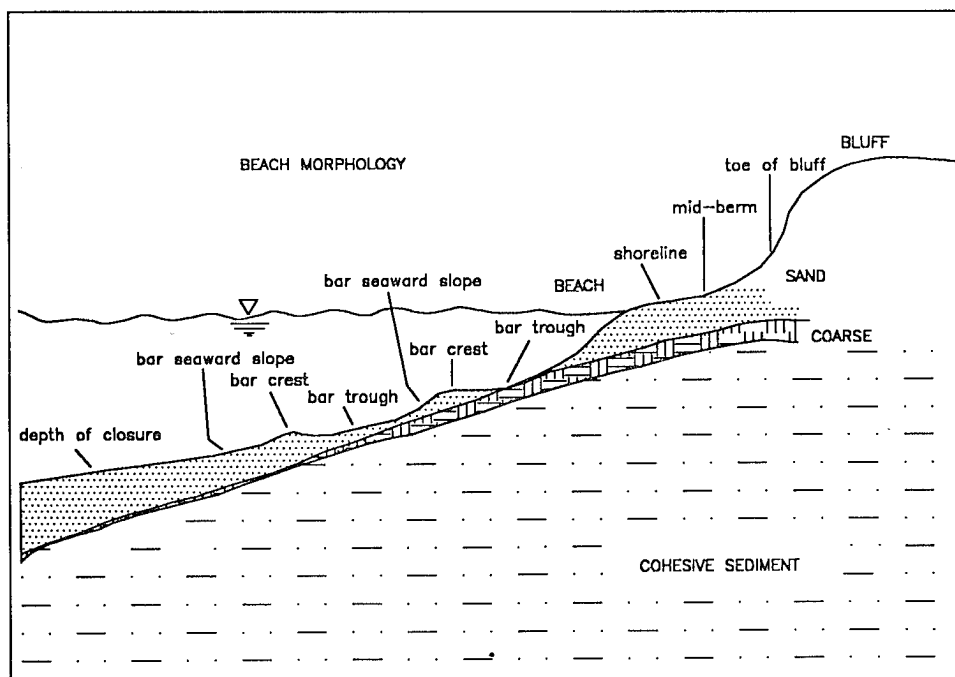 BLUFF
toe of bluff
BEACH MORPHOLOGY
mid-berm
shoreline
SAND
bar seaward slope
BEACH
bar trough
COARSE
bar crest
bar seaward slope
bar crest
bar trough
depth of closure
COHESIVE SEDIMENT